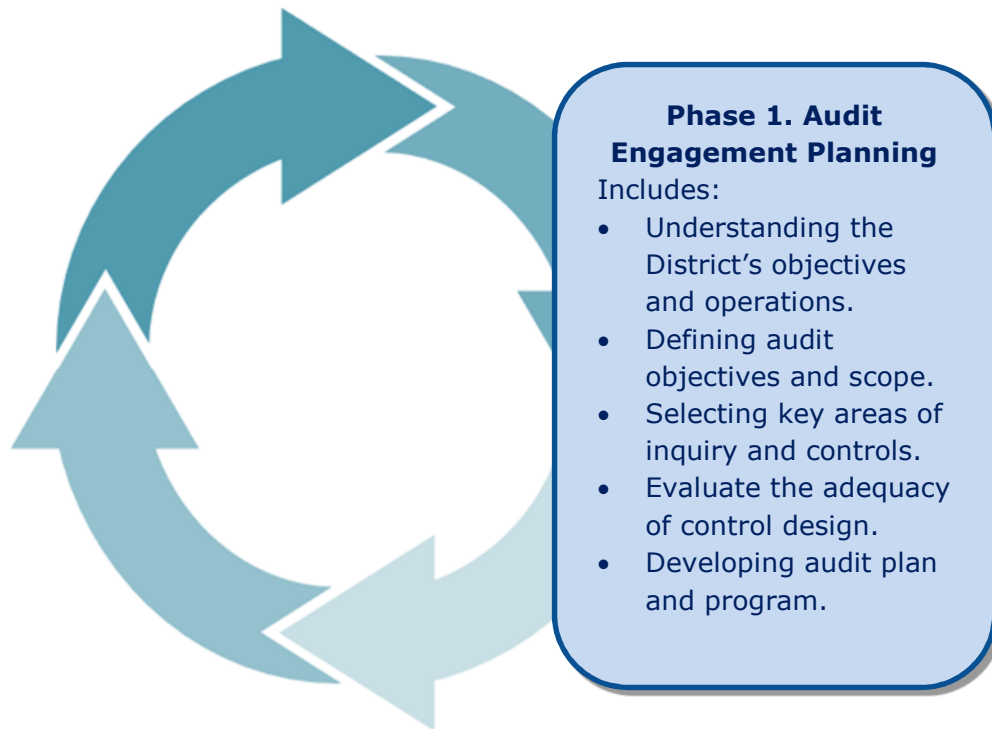 Phase 1. Audit
Engagement Planning
Includes:
• Understanding the
District’s objectives
and operations.
• Defining audit
objectives and scope.
• Selecting key areas of
inquiry and controls.
• Evaluate the adequacy
of control design.
• Developing audit plan
and program.